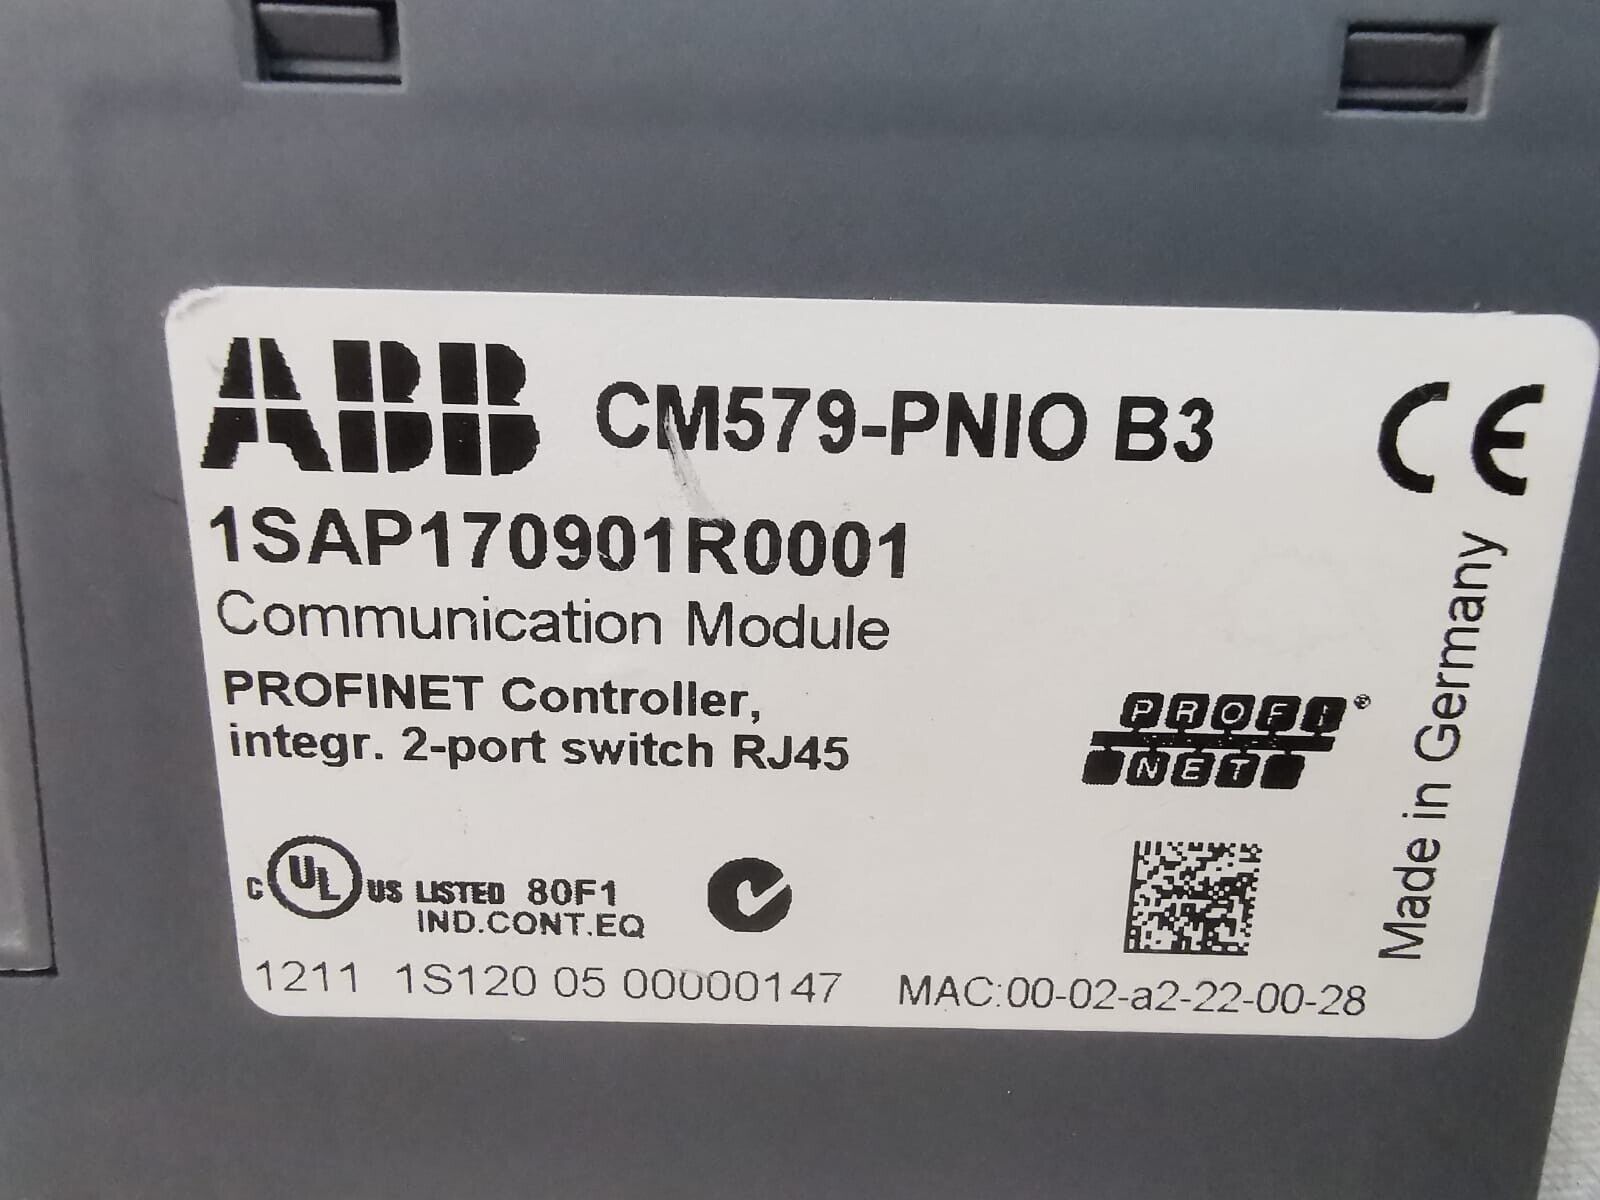 ABB CM579-PNIO B3
1SAP170901R0001
Communication Module
PROFINET Controller,
integr. 2-port switch RJ45
PROFI®
NET
C UL US LISTED 80F1
IND.CONT.EQ
1211 1S120 05 00000147 MAC:00-02-a2-22-00-28
CE
Made in Germany